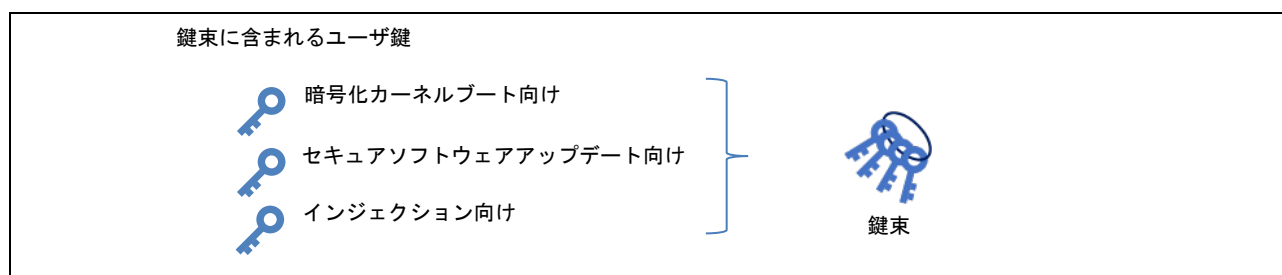 鍵束に含まれるユーザ鍵
暗号化カーネルブート向け
セキュアソフトウェアアップデート向け
インジェクション向け
鍵束